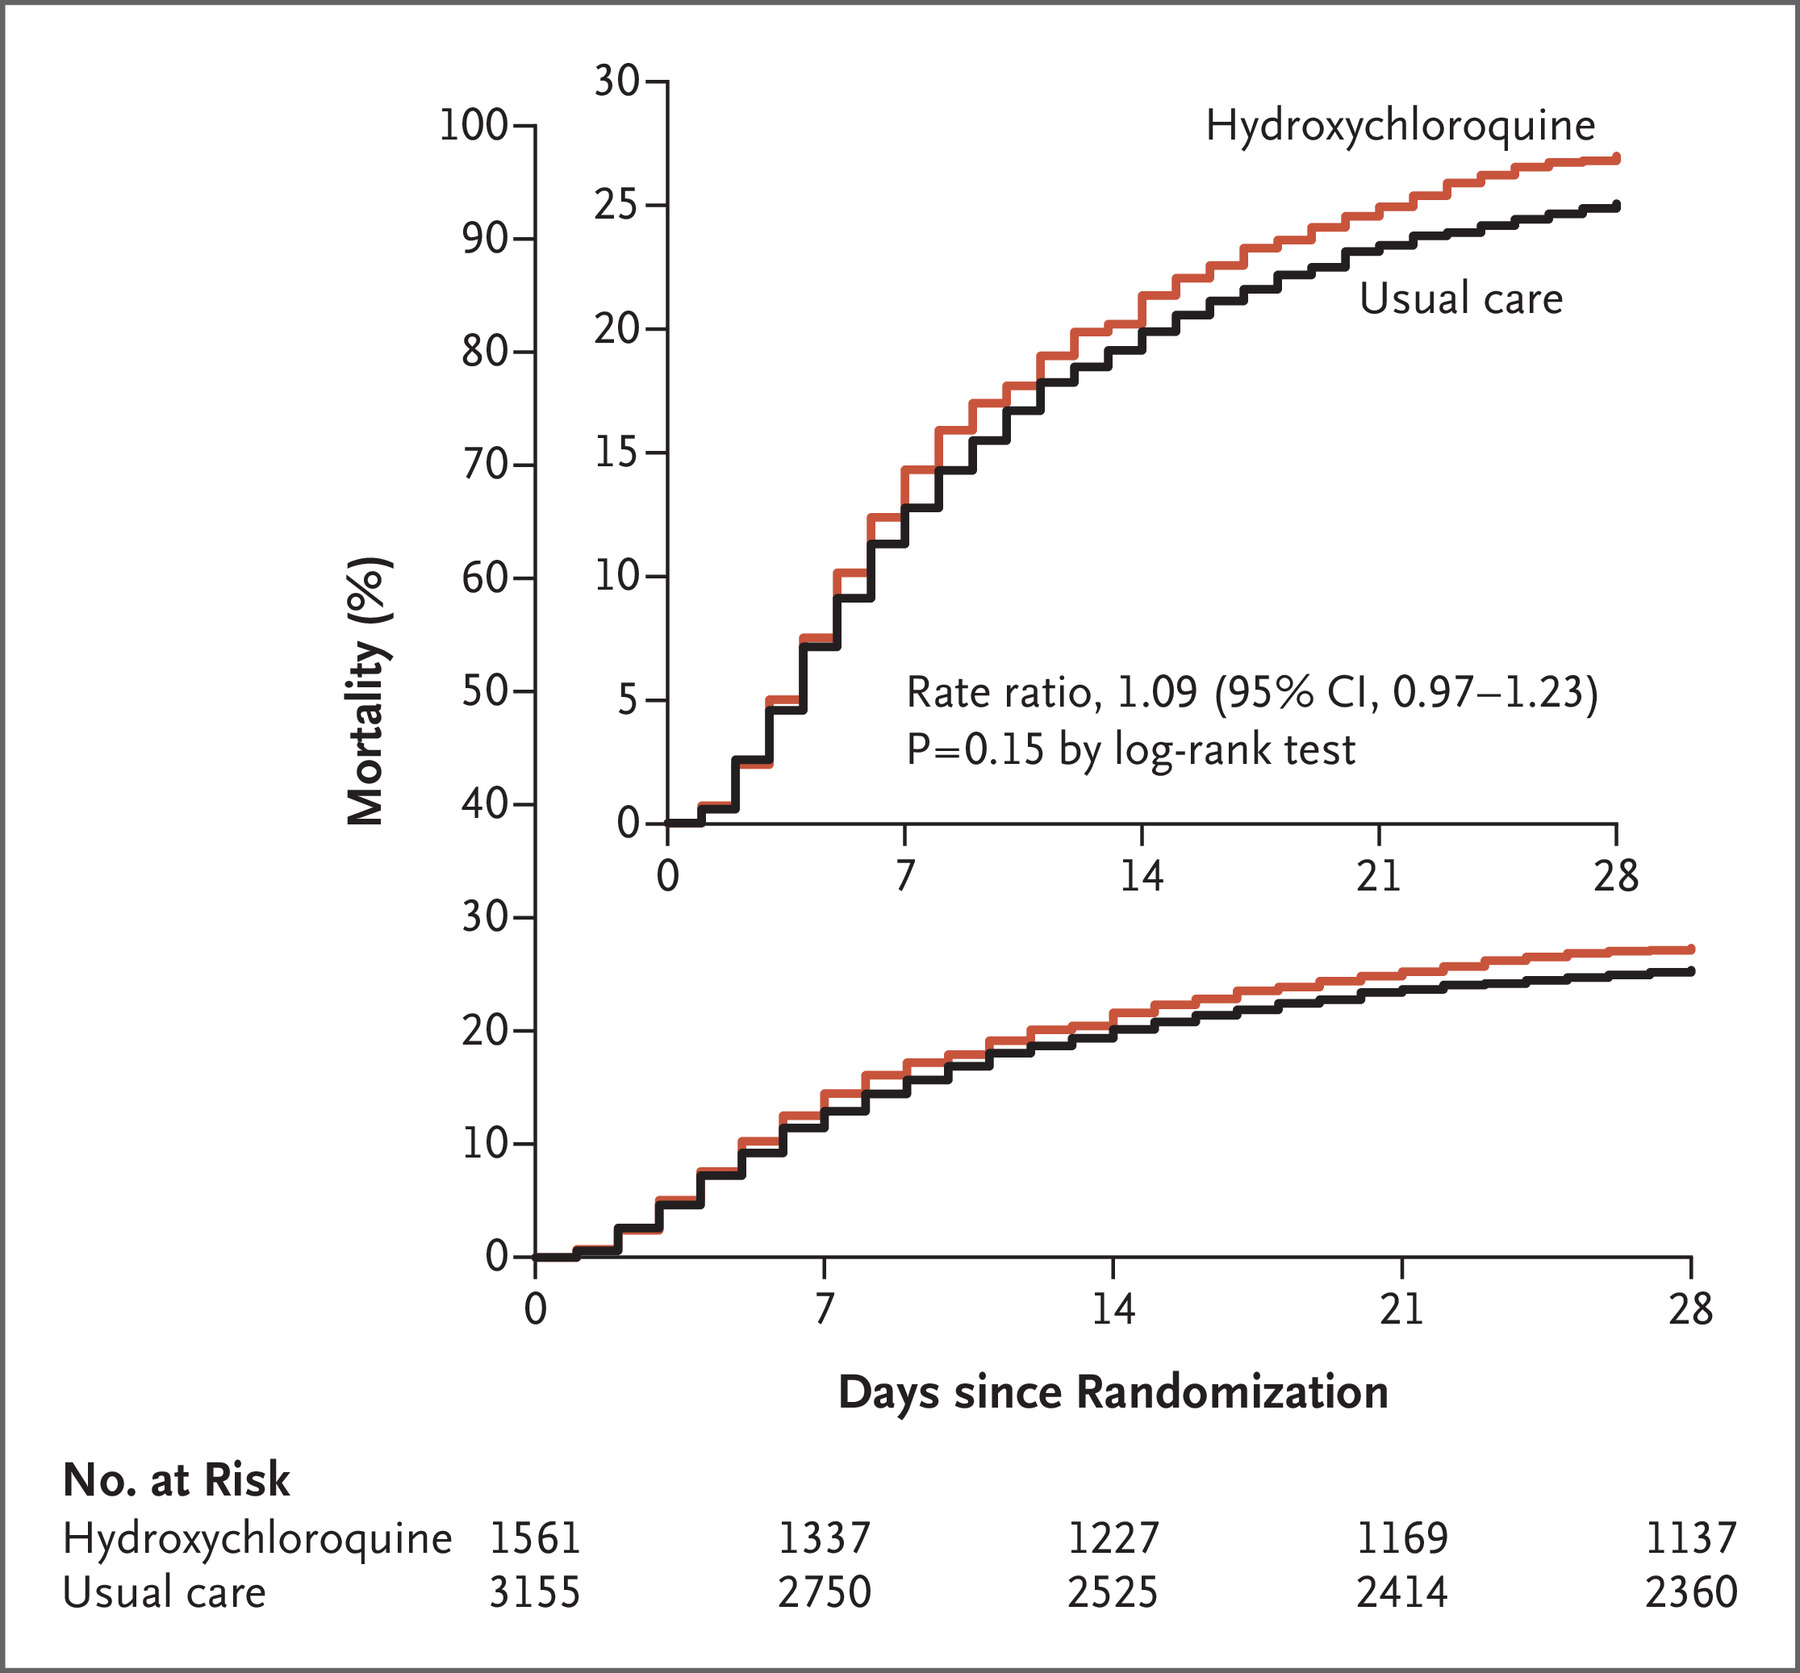 30
Hydroxychloroquine
100
25
90
Usual care
20
80
15
70
10
60
Mortality (%)
5
50
Rate ratio, 1.09 (95% CI, 0.97–1.23)
P=0.15 by log-rank test
40
0
0 7 14 21 28
30
20
10
0
0 7 14 21 28
Days since Randomization
No. at Risk
Hydroxychloroquine 1561 1337 1227 1169 1137
Usual care 3155 2750 2525 2414 2360